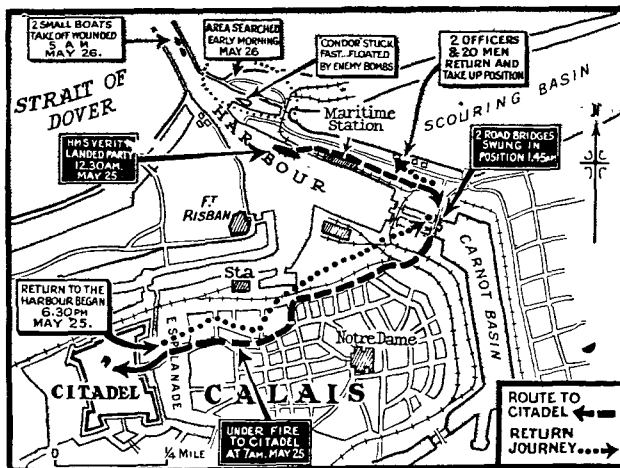 2 SMALL BOATS
TAKE OFF WOUNDED
5 AM
MAY 26.
AREA SEARCHED
EARLY MORNING
MAY 26
'CONDOR' STUCK
FAST...FLOATED
BY ENEMY BOMBS
2 OFFICERS
& 20 MEN
RETURN AND
TAKE UP POSITION
STRAIT OF
DOVER
HARBOUR
Maritime
Station
SCOURING BASIN
HMS VERITY
LANDED PARTY
12.30AM.
MAY 25
2 ROAD BRIDGES
SWUNG IN
POSITION 1.45AM
N
FT.
RISBAN
CARNOT BASIN
Sta
RETURN TO THE
HARBOUR BEGAN
6.30PM
MAY 25.
ESPLANADE
Notre Dame
CITADEL
CALAIS
UNDER FIRE
TO CITADEL
AT 7AM. MAY 25
0 1/4 MILE
ROUTE TO
CITADEL
RETURN
JOURNEY